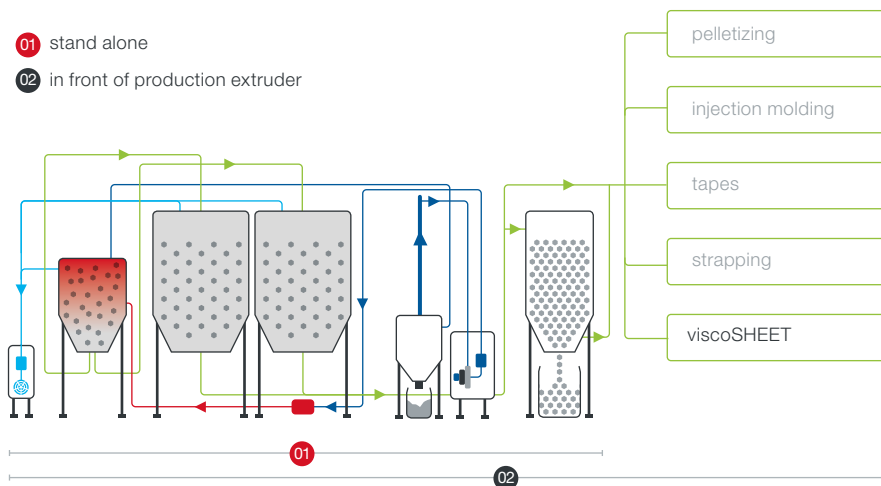 01 stand alone
02 in front of production extruder
pelletizing
injection molding
tapes
strapping
viscoSHEET
01
02